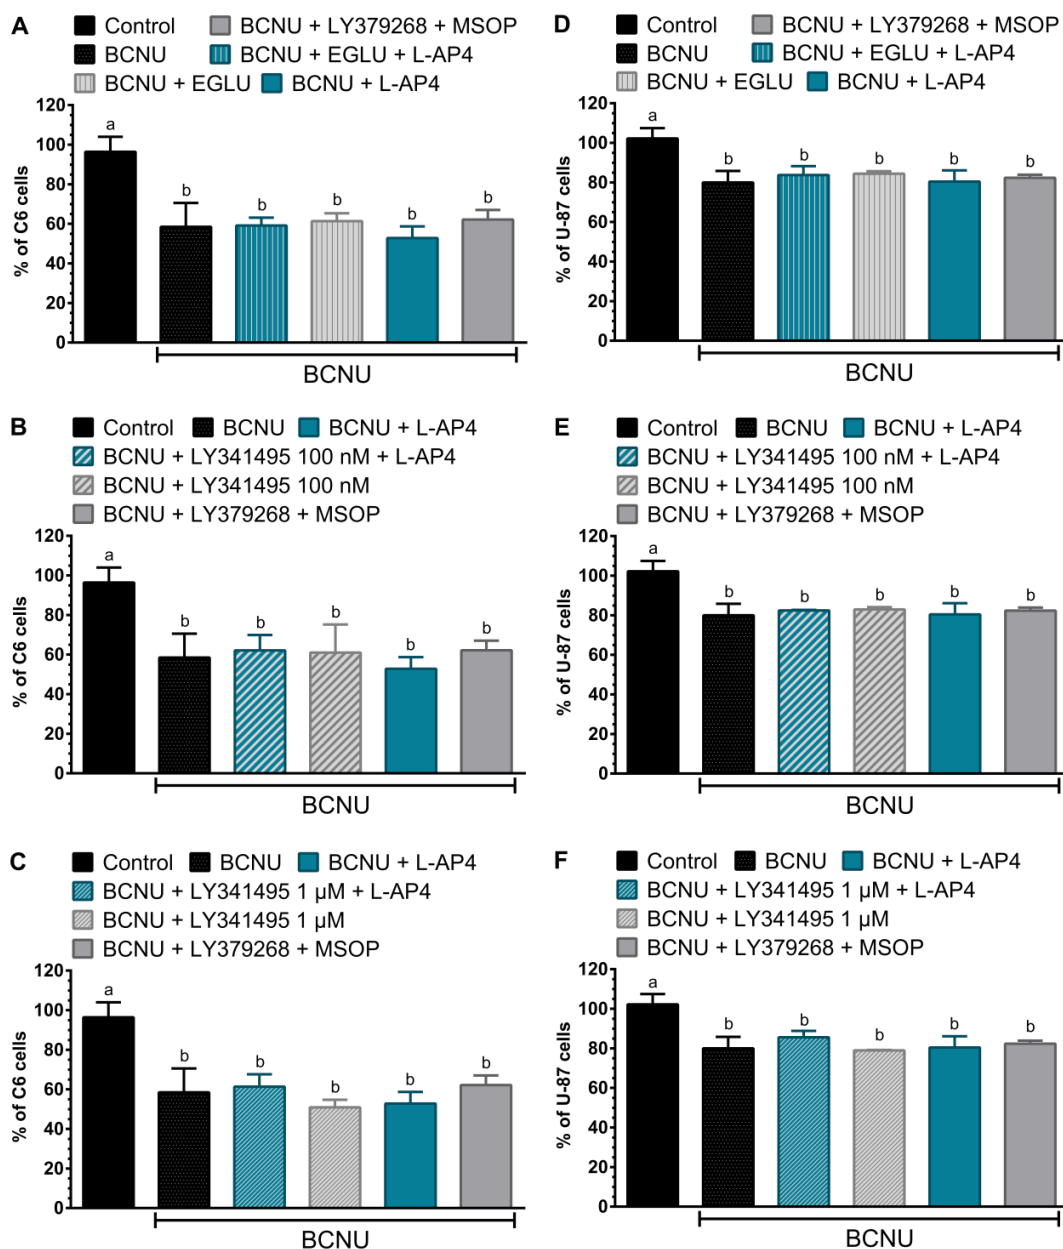 A
Control
BCNU + LY379268 + MSOP
BCNU
BCNU + EGLU + L-AP4
BCNU + EGLU
BCNU + L-AP4
120
100
80
60
40
20
0
% of C6 cells
a
b
b
b
b
b
BCNU
D
Control
BCNU + LY379268 + MSOP
BCNU
BCNU + EGLU + L-AP4
BCNU + EGLU
BCNU + L-AP4
120
100
80
60
40
20
0
% of U-87 cells
a
b
b
b
b
b
BCNU
B
Control
BCNU
BCNU + L-AP4
BCNU + LY341495 100 nM + L-AP4
BCNU + LY341495 100 nM
BCNU + LY379268 + MSOP
120
100
80
60
40
20
0
% of C6 cells
a
b
b
b
b
b
BCNU
E
Control
BCNU
BCNU + L-AP4
BCNU + LY341495 100 nM + L-AP4
BCNU + LY341495 100 nM
BCNU + LY379268 + MSOP
120
100
80
60
40
20
0
% of U-87 cells
a
b
b
b
b
b
BCNU
C
Control
BCNU
BCNU + L-AP4
BCNU + LY341495 1 µM + L-AP4
BCNU + LY341495 1 µM
BCNU + LY379268 + MSOP
120
100
80
60
40
20
0
% of C6 cells
a
b
b
b
b
b
BCNU
F
Control
BCNU
BCNU + L-AP4
BCNU + LY341495 1 µM + L-AP4
BCNU + LY341495 1 µM
BCNU + LY379268 + MSOP
120
100
80
60
40
20
0
% of U-87 cells
a
b
b
b
b
b
BCNU